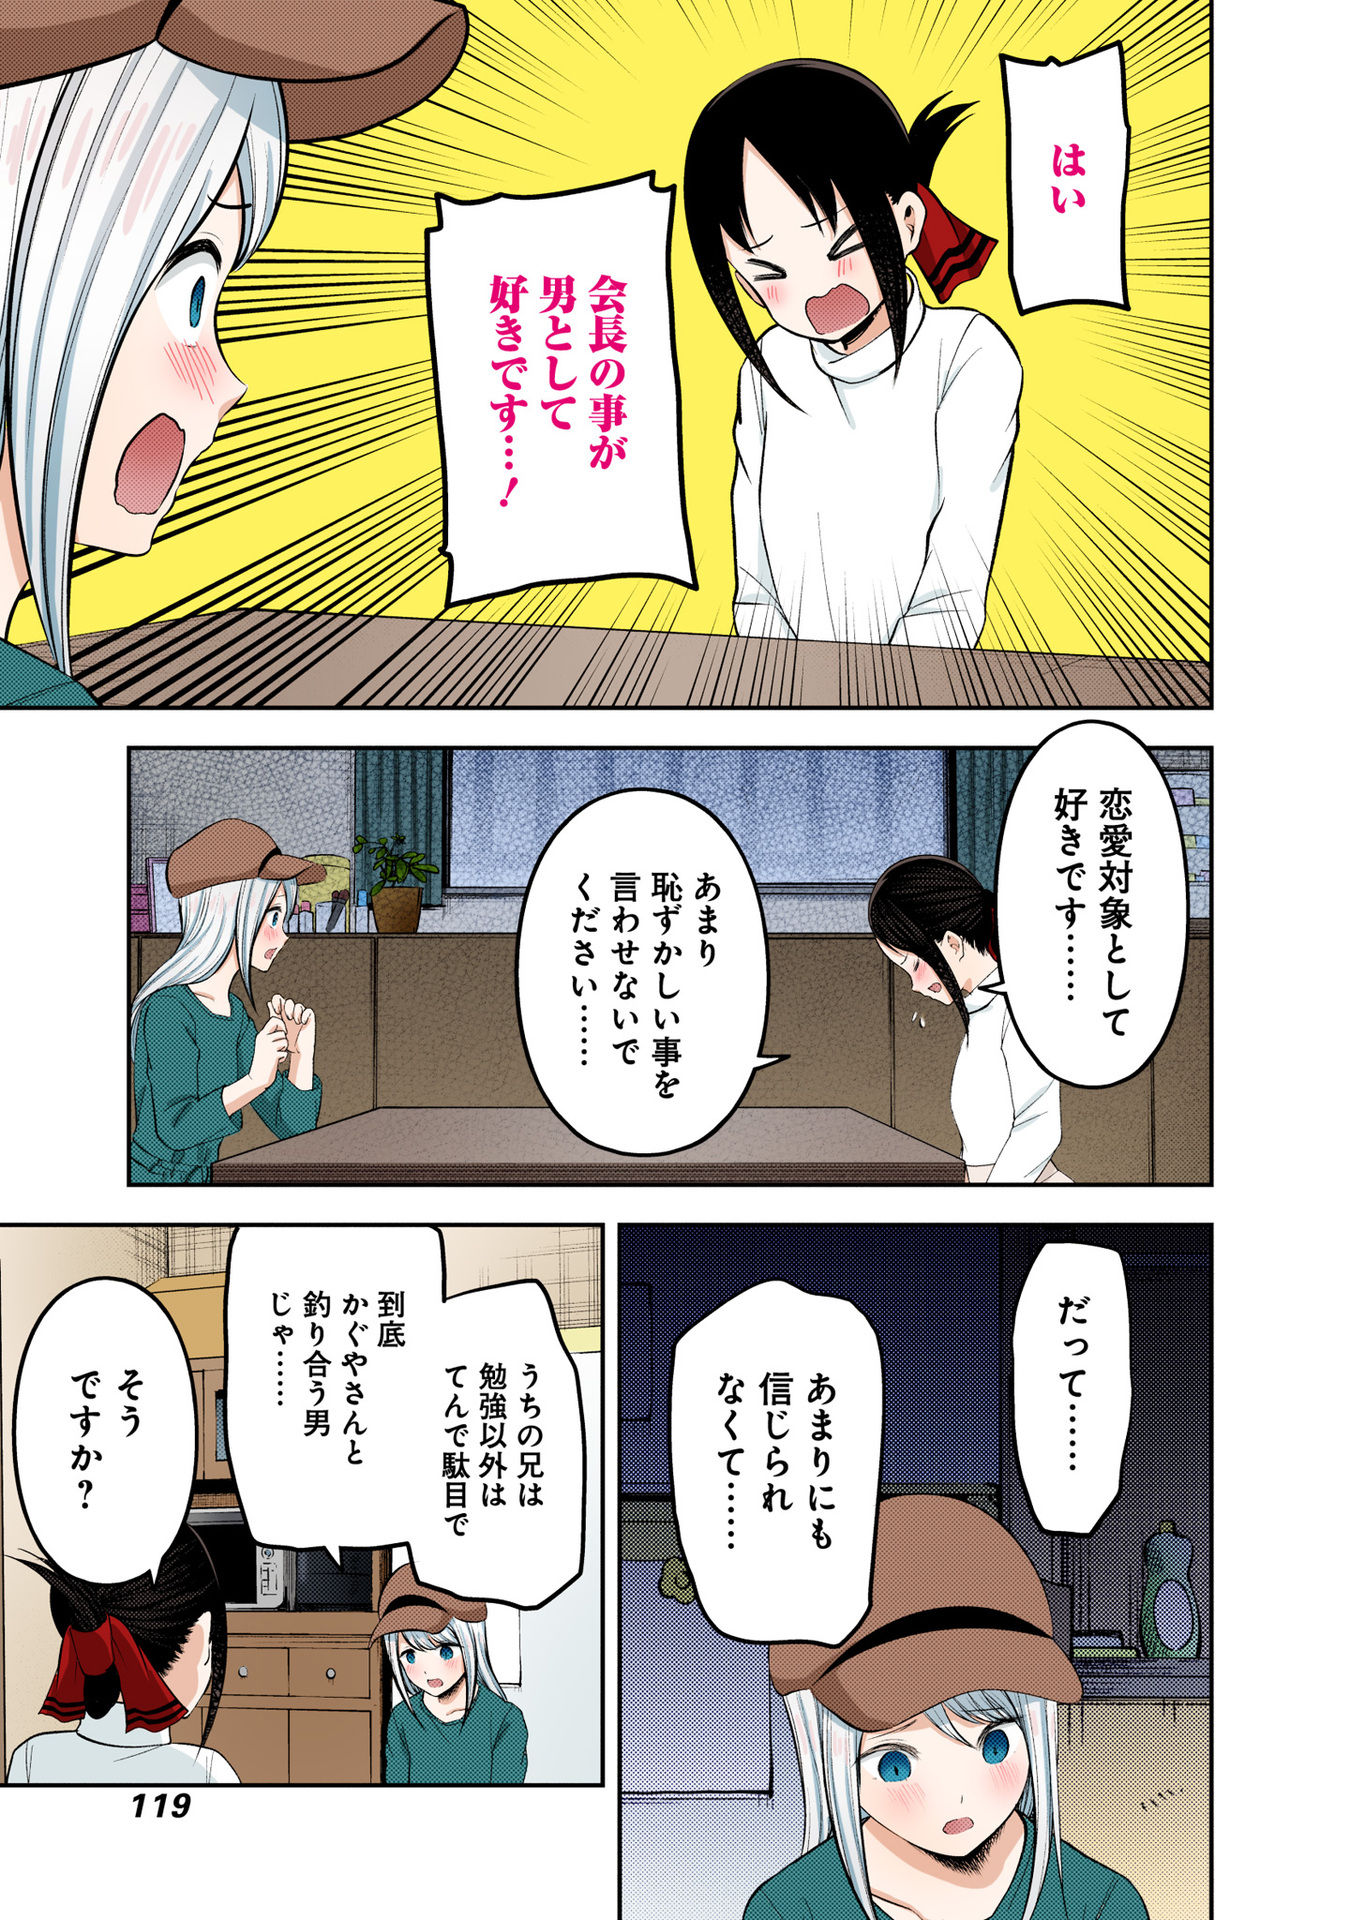 はい
会長の事が
男として
好きです…！
恋愛対象として
好きです……
あまり
恥ずかしい事を
言わせないで
ください……
だって……
あまりにも
信じられ
なくて……
うちの兄は
勉強以外は
てんで駄目で
到底
かぐやさんと
釣り合う男
じゃ……
そう
ですか？
119